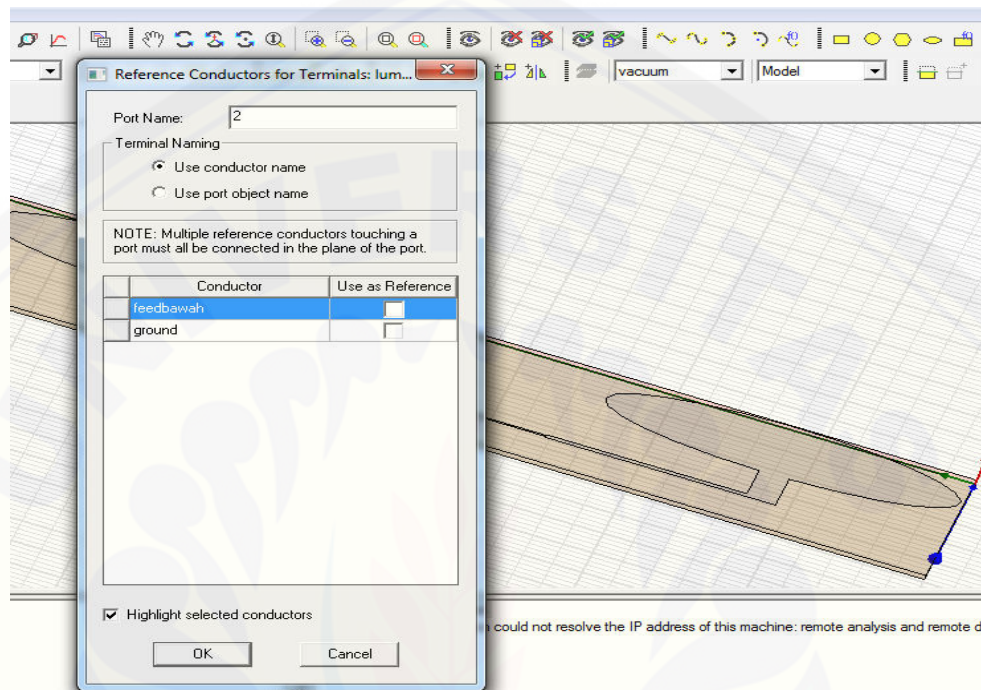 Reference Conductors for Terminals: lum...
vacuum
Model
Port Name:
2
Terminal Naming
Use conductor name
Use port object name
NOTE: Multiple reference conductors touching a
port must all be connected in the plane of the port.
Conductor Use as Reference
feedbawah
ground
Highlight selected conductors
OK Cancel
could not resolve the IP address of this machine: remote analysis and remote d